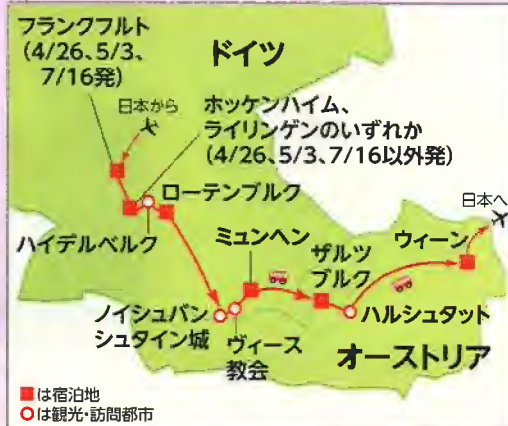 フランクフルト
(4/26、5/3、
7/16発)
ドイツ
日本から
ホッケンハイム、
ライリンゲンのいずれか
(4/26、5/3、7/16以外発)
ローテンブルク
ハイデルベルク
ミュンヘン
ザルツ
ブルク
ウィーン
日本へ
ノイシュバン
シュタイン城
ヴィース
教会
ハルシュタット
オーストリア
■は宿泊地
○は観光・訪問都市